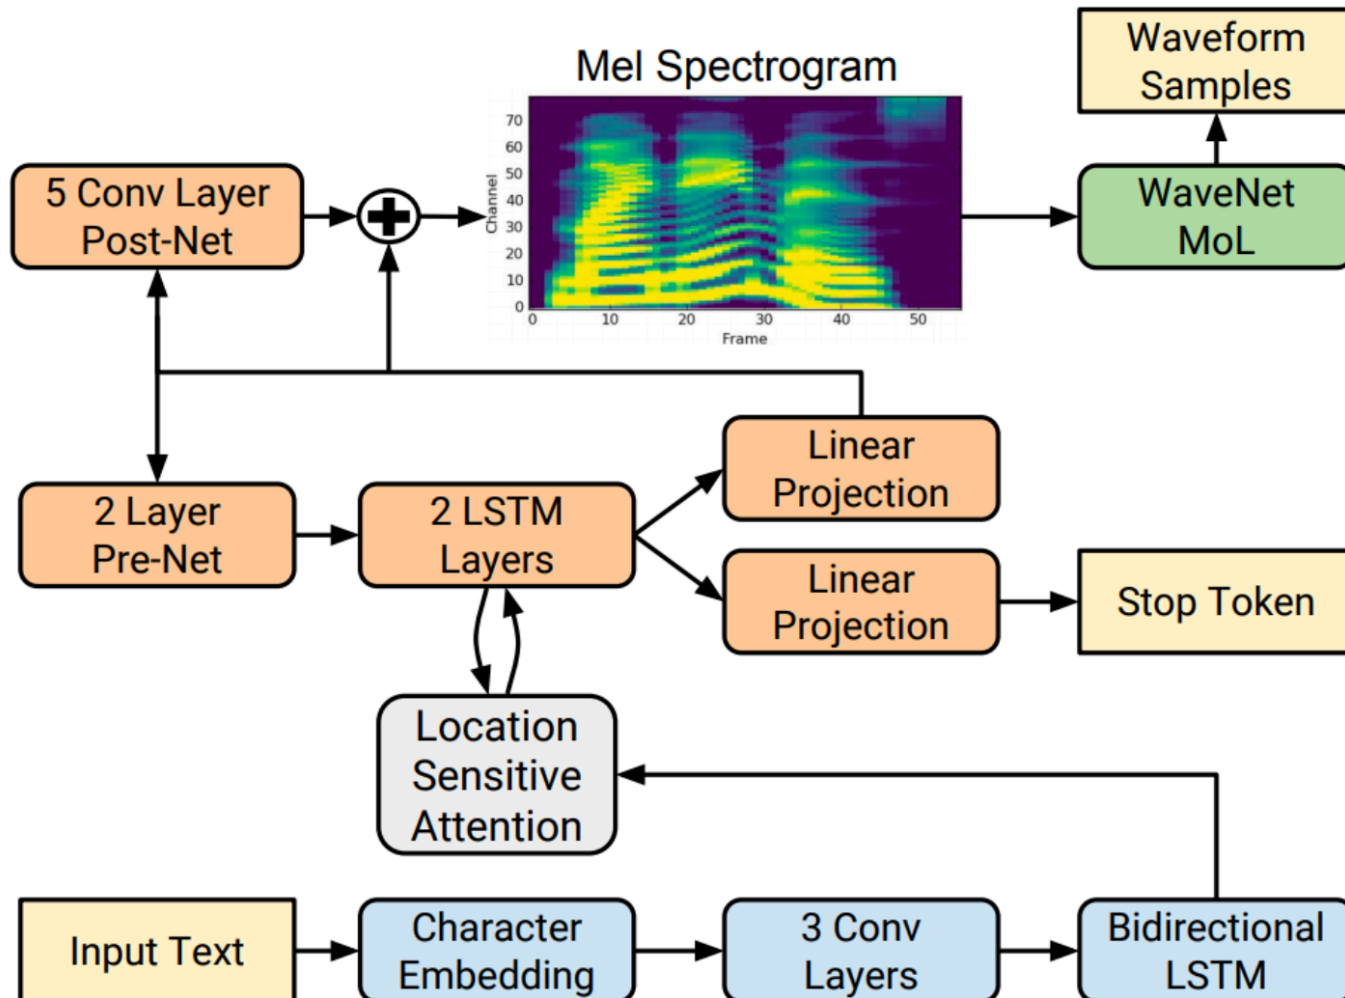 Waveform
Samples
Mel Spectrogram
5 Conv Layer
Post-Net
WaveNet
MoL
Channel
70
60
50
40
30
20
10
0
0 10 20 30 40 50
Frame
Linear
Projection
2 Layer
Pre-Net
2 LSTM
Layers
Linear
Projection
Stop Token
Location
Sensitive
Attention
Input Text
Character
Embedding
3 Conv
Layers
Bidirectional
LSTM